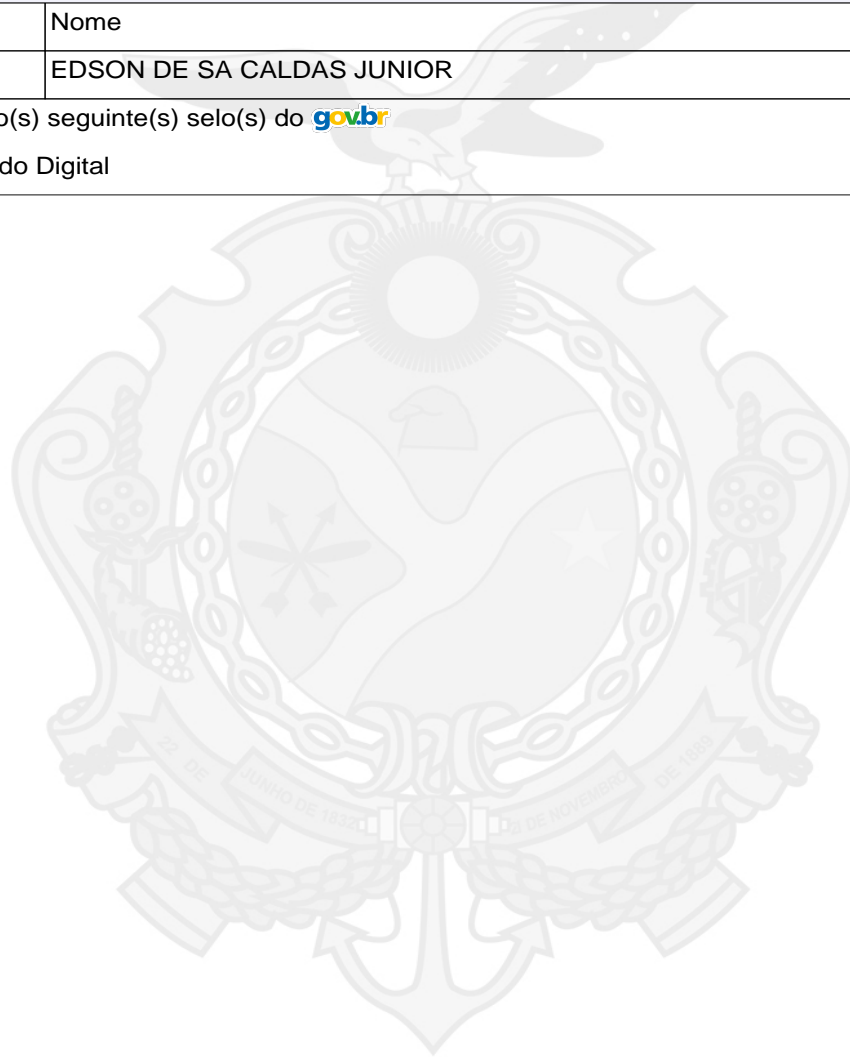 Nome
EDSON DE SA CALDAS JUNIOR
o(s) seguinte(s) selo(s) do gov.br
do Digital
22 DE
JUNHO DE 1832
DE NOVEMBRO
DE 1889